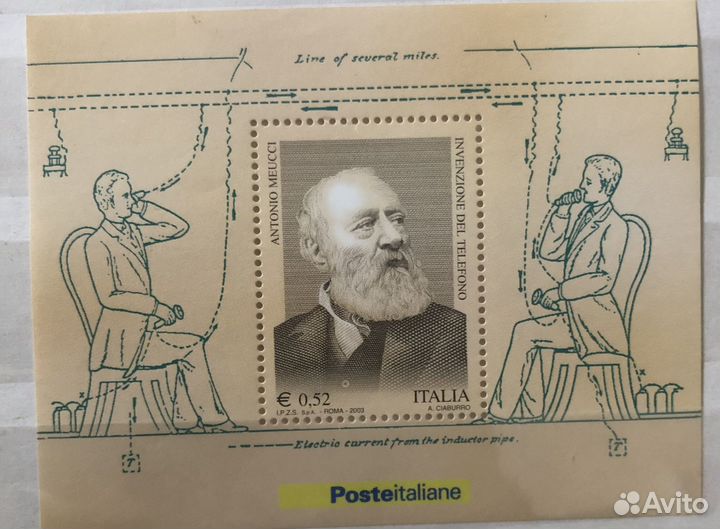 Line of several miles.
ANTONIO MEUCCI
INVENZIONE DEL TELEFONO
€ 0,52
ITALIA
I.P.Z.S. S.p.A. - ROMA - 2003
A. CIABURRO
x
x
T
T
Electric current from the inductor pipe.
Posteitaliane
Avito